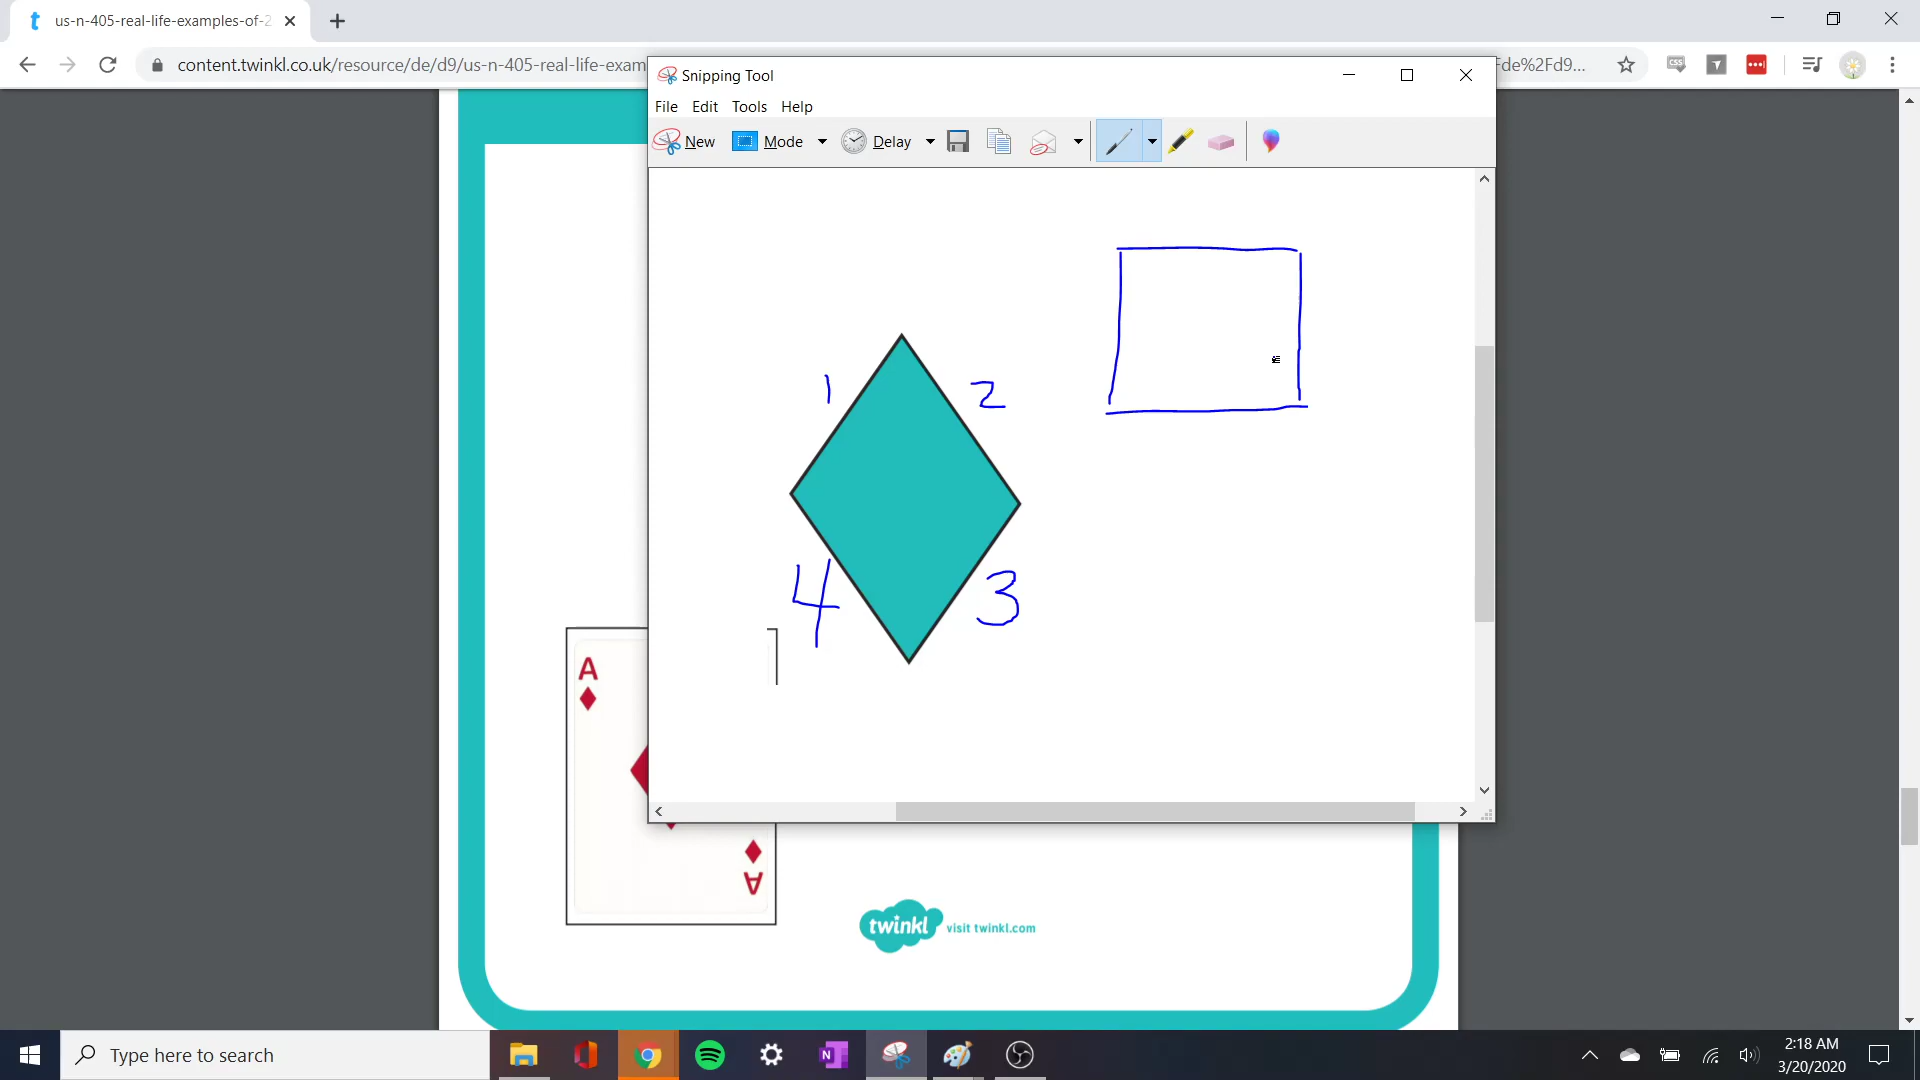 us-n-405-real-life-examples-of-2
content.twinkl.co.uk/resource/de/d9/us-n-405-real-life-exam
Fde%2Fd9...
CSS
Snipping Tool
File Edit Tools Help
New Mode Delay
1 2
4 3
A
A
twinkl visit twinkl.com
Type here to search
N
2:18 AM
3/20/2020